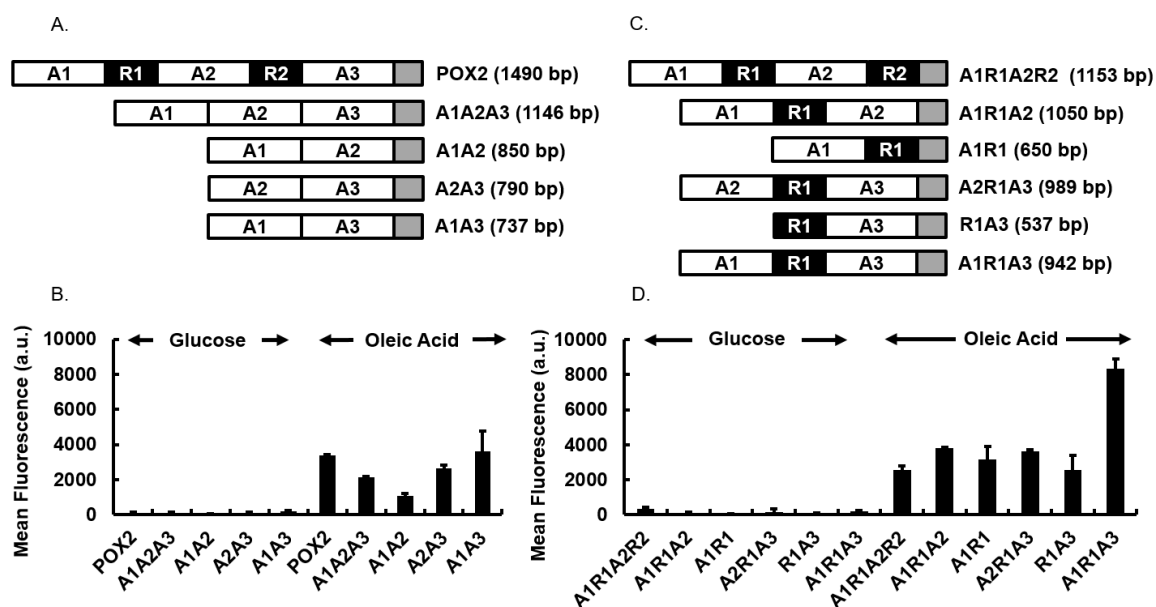 A.
A1 R1 A2 R2 A3 POX2 (1490 bp)
A1 A2 A3 A1A2A3 (1146 bp)
A1 A2 A1A2 (850 bp)
A2 A3 A2A3 (790 bp)
A1 A3 A1A3 (737 bp)
B.
Mean Fluorescence (a.u.)
10000
8000
6000
4000
2000
0
Glucose Oleic Acid
POX2 A1A2A3 A1A2 A2A3 A1A3 POX2 A1A2A3 A1A2 A2A3 A1A3
C.
A1 R1 A2 R2 A1R1A2R2 (1153 bp)
A1 R1 A2 A1R1A2 (1050 bp)
A1 R1 A1R1 (650 bp)
A2 R1 A3 A2R1A3 (989 bp)
R1 A3 R1A3 (537 bp)
A1 R1 A3 A1R1A3 (942 bp)
D.
Mean Fluorescence (a.u.)
10000
8000
6000
4000
2000
0
Glucose Oleic Acid
A1R1A2R2 A1R1A2 A1R1 A2R1A3 R1A3 A1R1A3 A1R1A2R2 A1R1A2 A1R1 A2R1A3 R1A3 A1R1A3